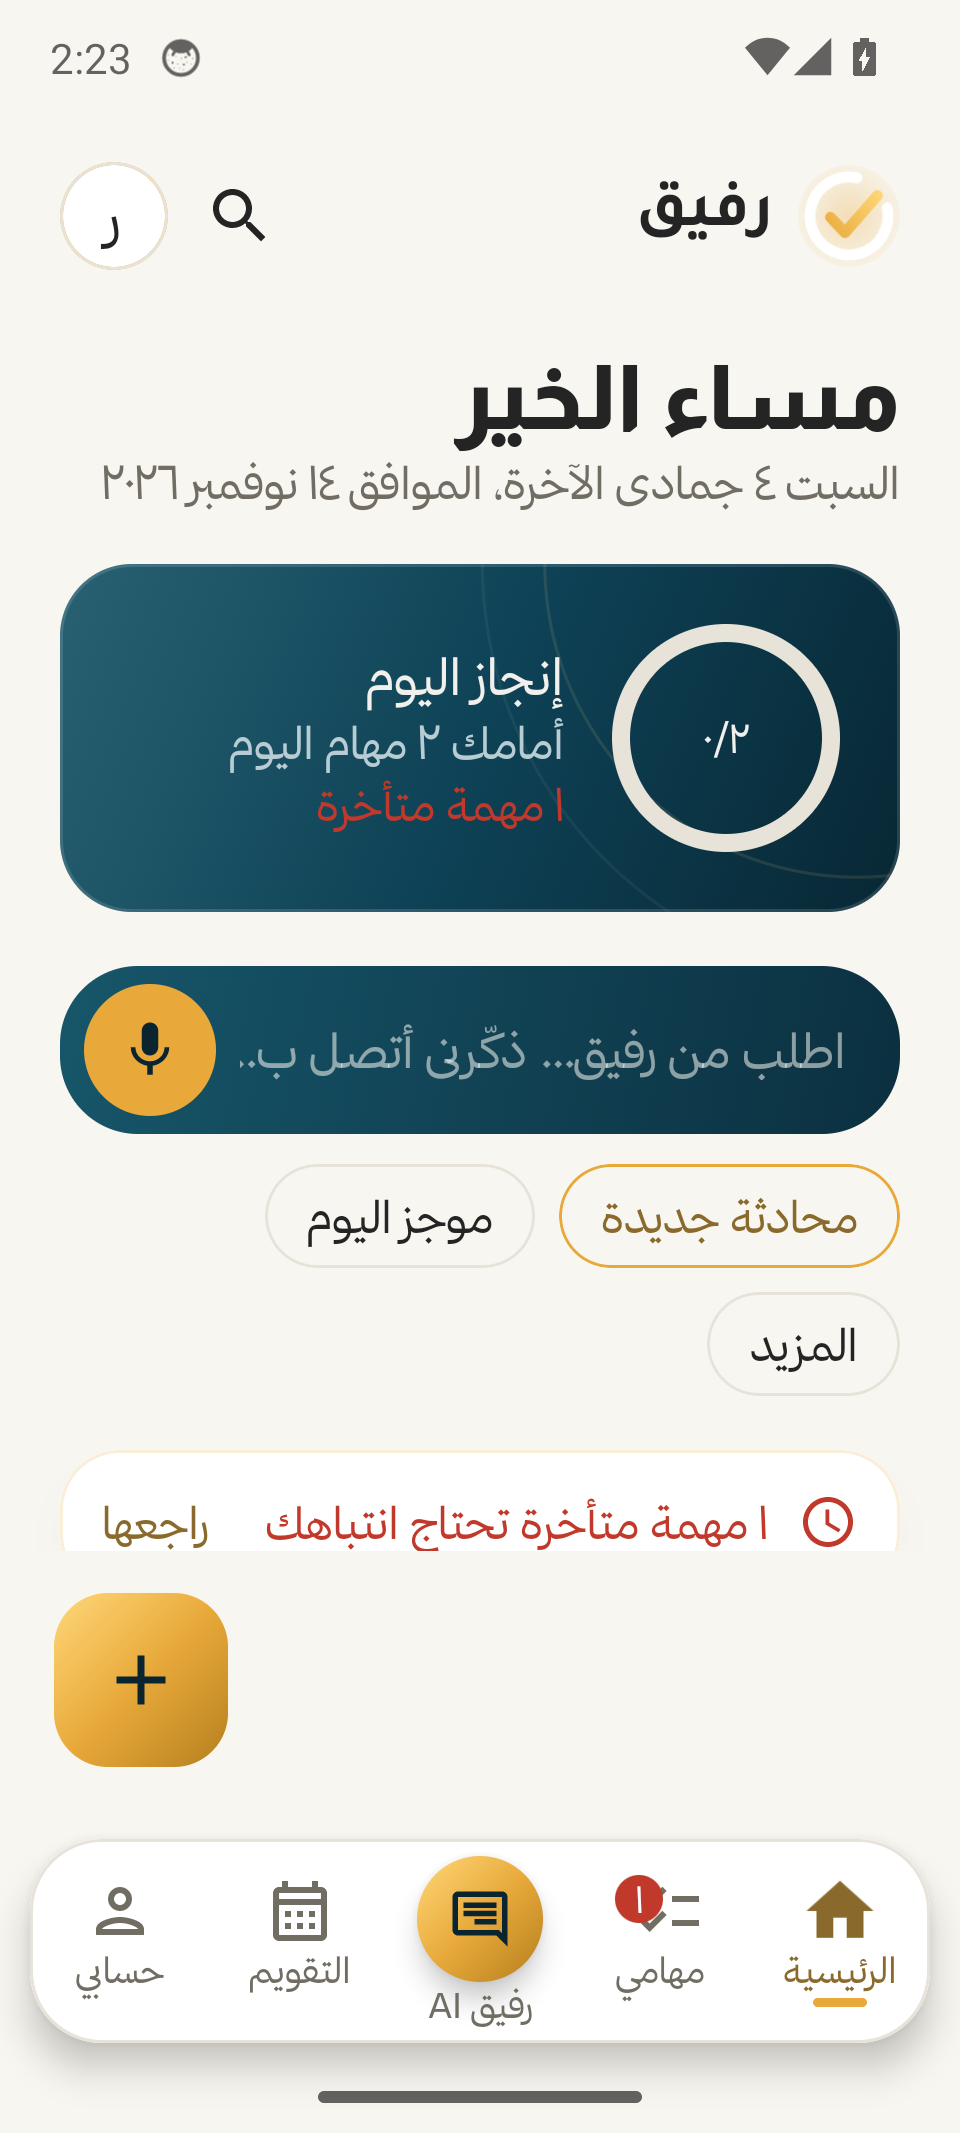 2:23
رفيق
ر
مساء الخير
السبت ٤ جمادى الآخرة، الموافق ١٤ نوفمبر ٢٠٢٦
٠/٢
إنجاز اليوم
أمامك ٢ مهام اليوم
١ مهمة متأخرة
اطلب من رفيق... ذكّرني أتصل ب..
محادثة جديدة
موجز اليوم
المزيد
١ مهمة متأخرة تحتاج انتباهك
راجعها
+
١
الرئيسية
مهامي
رفيق AI
التقويم
حسابي